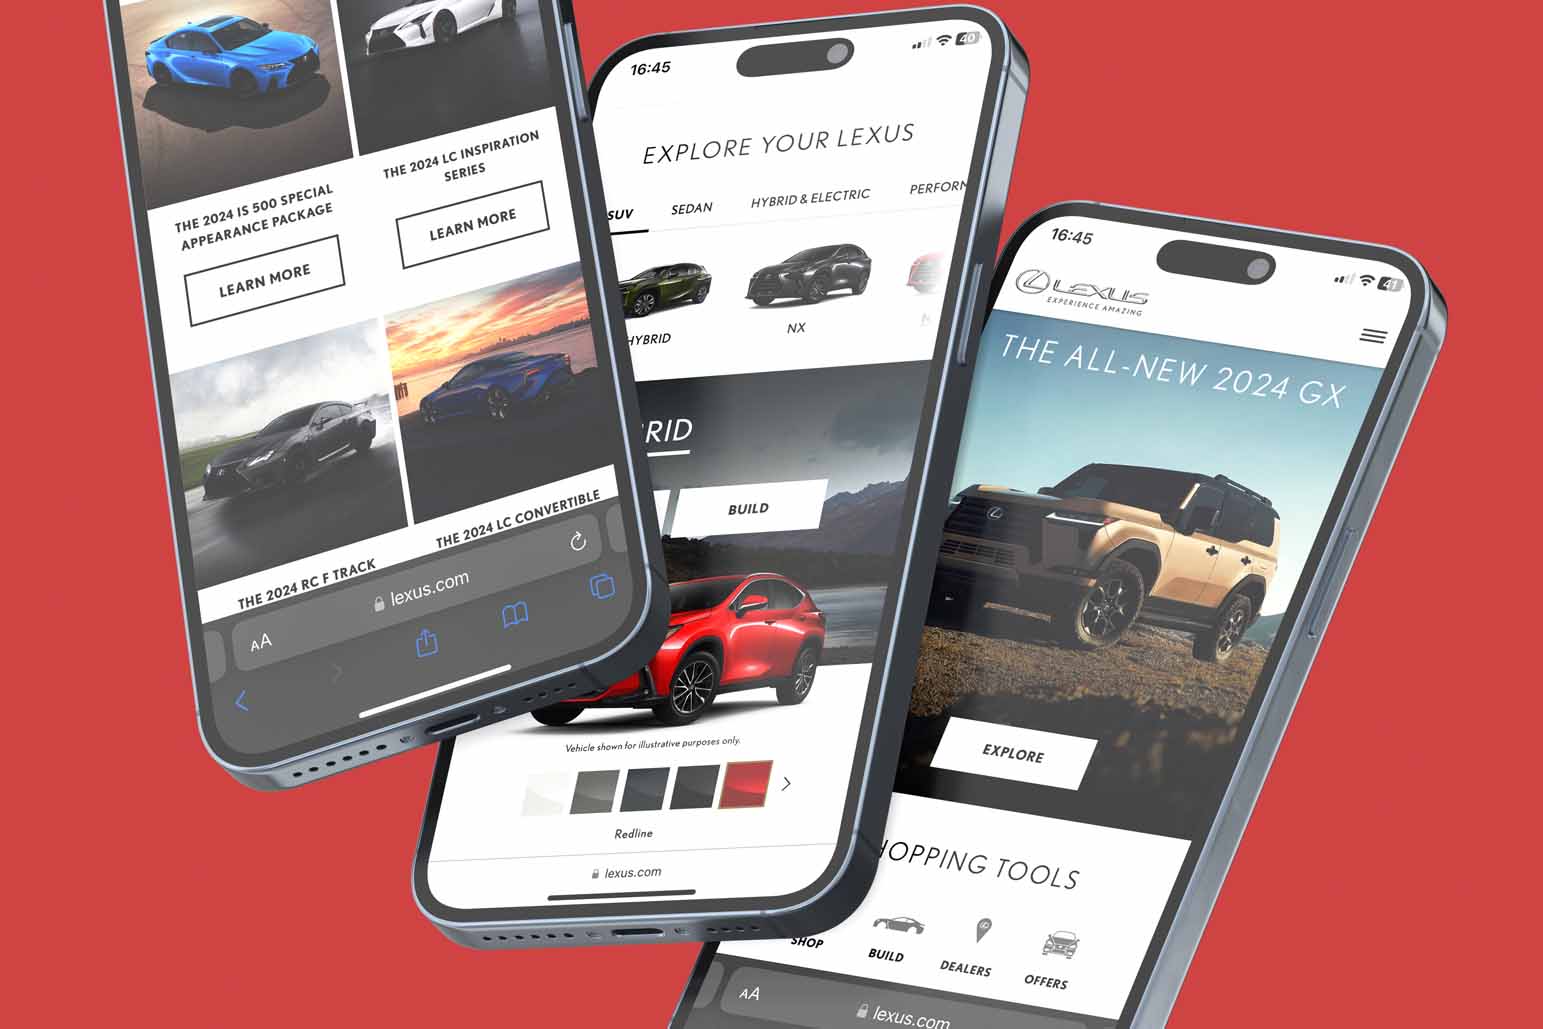 THE 2024 IS 500 SPECIAL
APPEARANCE PACKAGE
LEARN MORE
THE 2024 LC INSPIRATION
SERIES
LEARN MORE
THE 2024 RC F TRACK
THE 2024 LC CONVERTIBLE
AA
lexus.com
16:45
40
EXPLORE YOUR LEXUS
SUV
SEDAN
HYBRID & ELECTRIC
PERFORM
HYBRID
NX
RID
BUILD
Vehicle shown for illustrative purposes only.
Redline
lexus.com
16:45
41
LEXUS
EXPERIENCE AMAZING
THE ALL-NEW 2024 GX
EXPLORE
HOPPING TOOLS
SHOP
BUILD
DEALERS
OFFERS
AA
lexus.com